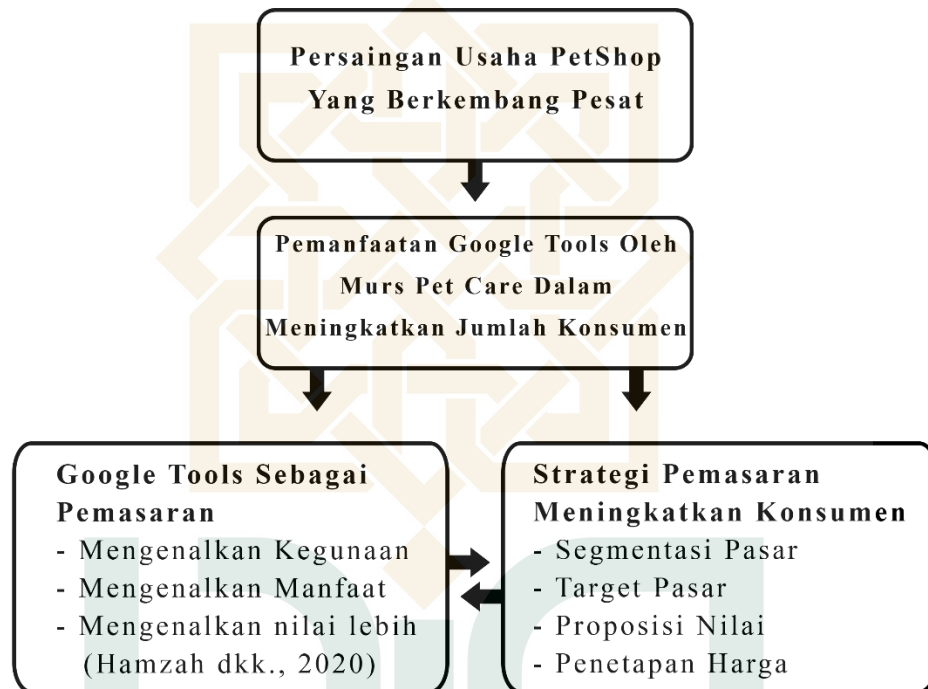 Persaingan Usaha PetShop
Yang Berkembang Pesat
Pemanfaatan Google Tools Oleh
Murs Pet Care Dalam
Meningkatkan Jumlah Konsumen
Google Tools Sebagai
Pemasaran
- Mengenalkan Kegunaan
- Mengenalkan Manfaat
- Mengenalkan nilai lebih
(Hamzah dkk., 2020)
Strategi Pemasaran
Meningkatkan Konsumen
- Segmentasi Pasar
- Target Pasar
- Proposisi Nilai
- Penetapan Harga